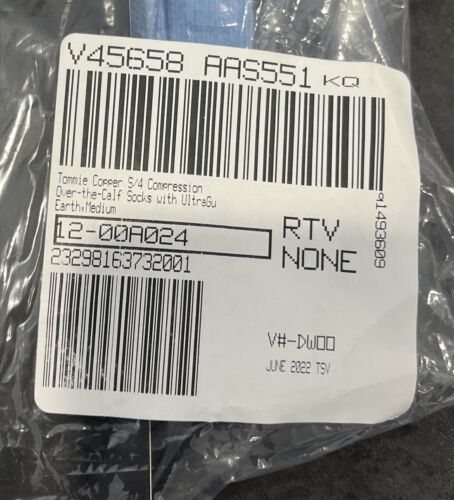 V45658 AAS551 KQ
Tommie Copper S/4 Compression
Over-the-Calf Socks with UltraGu
Earth,Medium
12-00A024
23298163732001
RTV
NONE
91493609
V#-DW00
JUNE 2022 TSV